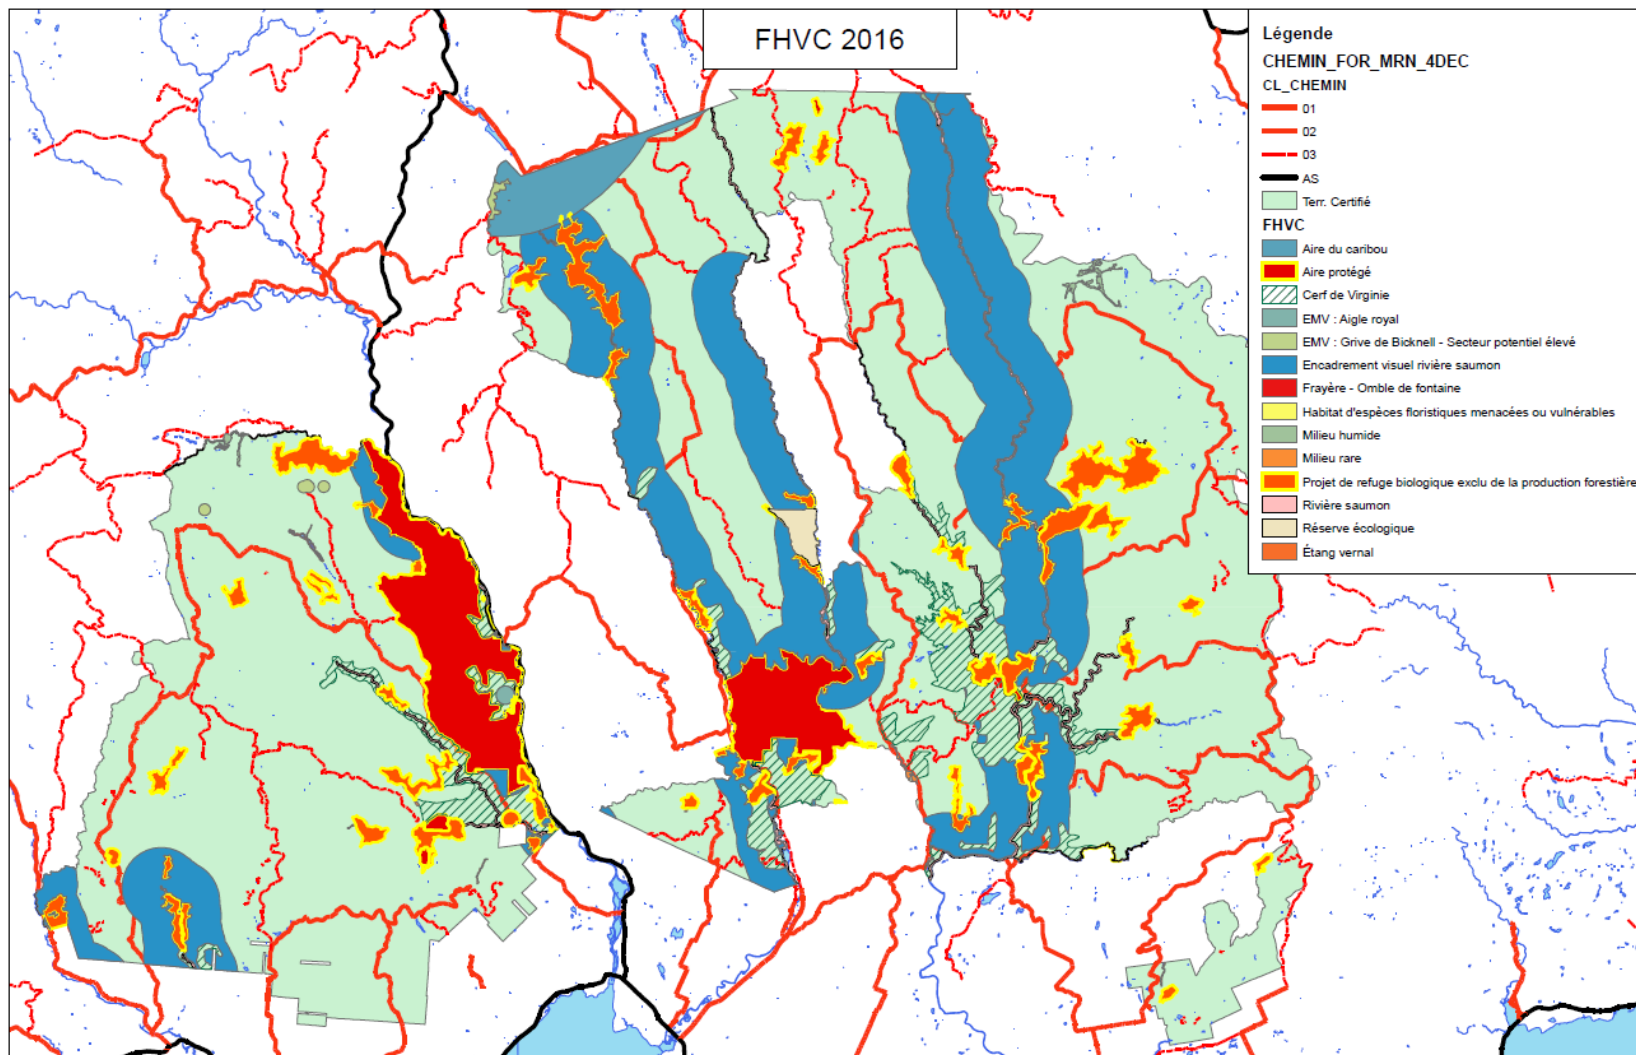 FHVC 2016
Légende
CHEMIN_FOR_MRN_4DEC
CL_CHEMIN
01
02
03
AS
Terr. Certifié
FHVC
Aire du caribou
Aire protégé
Cerf de Virginie
EMV : Aigle royal
EMV : Grive de Bicknell - Secteur potentiel élevé
Encadrement visuel rivière saumon
Frayère - Omble de fontaine
Habitat d'espèces floristiques menacées ou vulnérables
Milieu humide
Milieu rare
Projet de refuge biologique exclu de la production forestière
Rivière saumon
Réserve écologique
Étang vernal